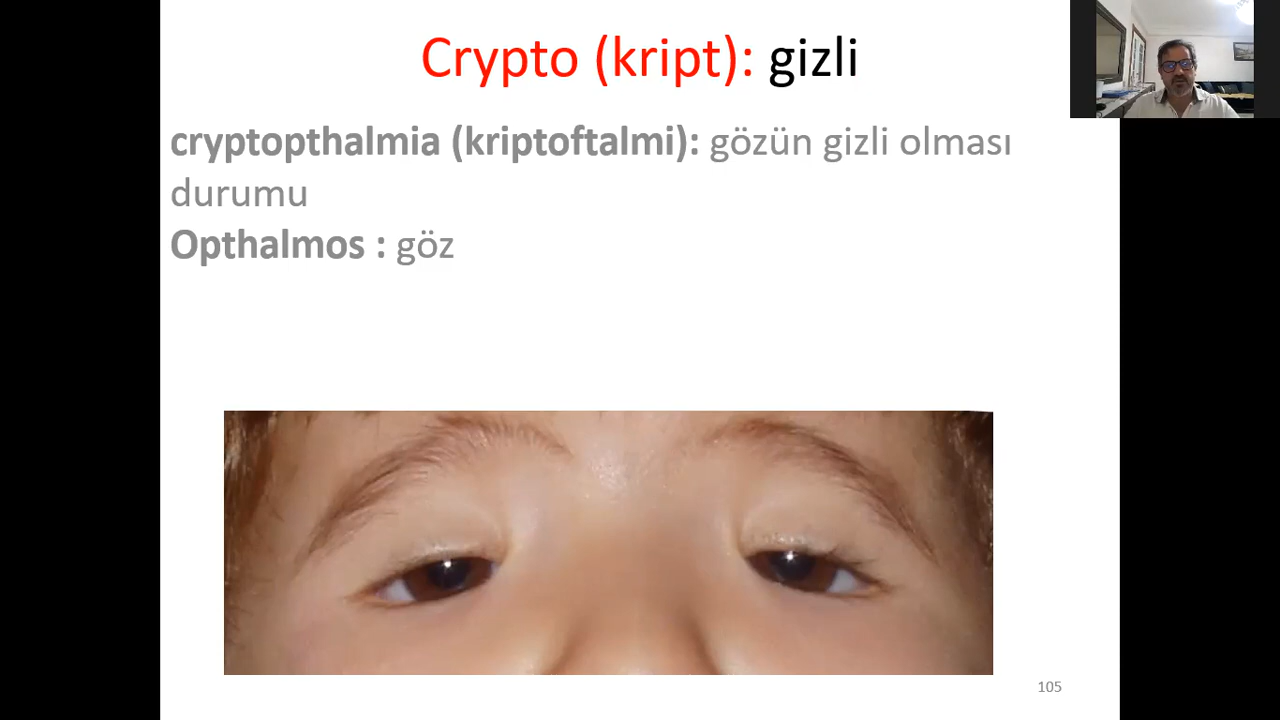 Crypto (kript): gizli
cryptopthalmia (kriptoftalmi): gözün gizli olması
durumu
Opthalmos : göz
105